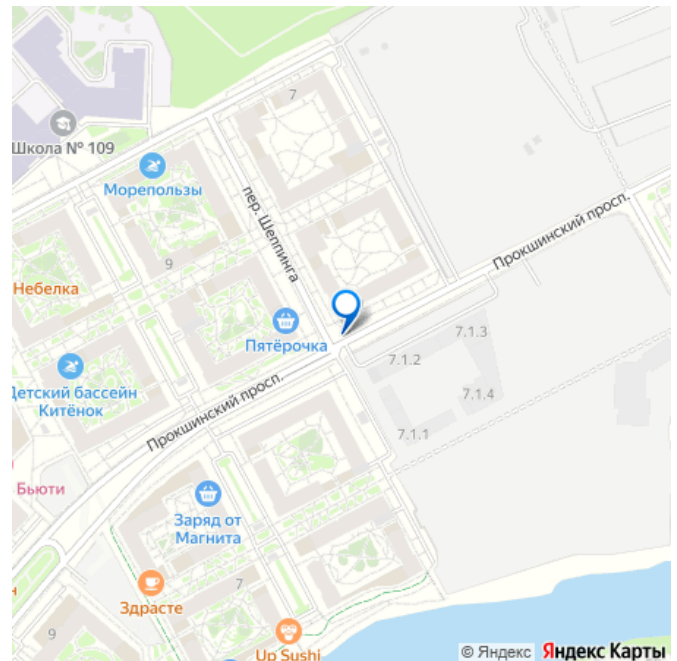 7
Школа № 109
Морепользы
пер. Шеппинга
Прокшинский просп.
9
Небелка
Пятёрочка
7.1.3
7.1.2
Детский бассейн
Китёнок
7.1.4
Прокшинский просп.
7.1.1
Бьюти
Заряд от
Магнита
н
7
Здрасте
9
Up Sushi
© Яндекс Яндекс Карты